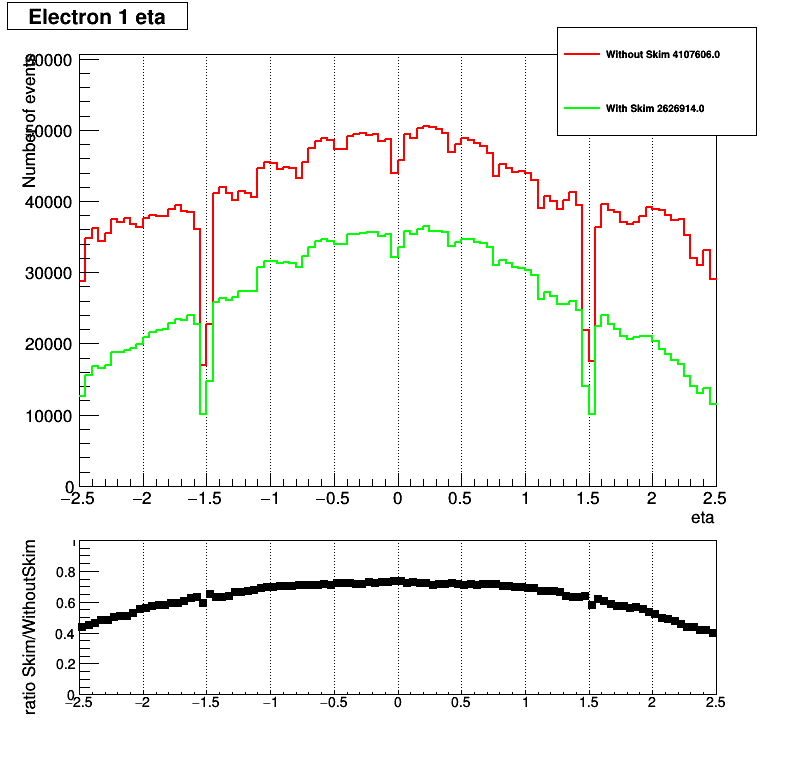 Electron 1 eta
Without Skim 4107606.0
With Skim 2626914.0
Number of events
60000
50000
40000
30000
20000
10000
0
−2.5 −2 −1.5 −1 −0.5 0 0.5 1 1.5 2 2.5
eta
ratio Skim/WithoutSkim
1
0.8
0.6
0.4
0.2
0
−2.5 −2 −1.5 −1 −0.5 0 0.5 1 1.5 2 2.5